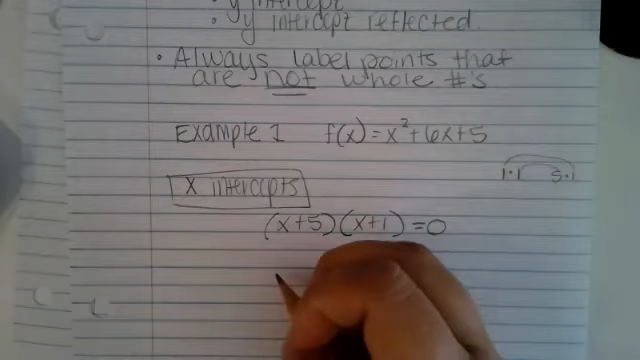 • y intercept
• y intercept reflected.
• Always label points that
are not whole #'s
Example 1 f(x) = x² + 6x + 5
1·1 5·1
x intercepts
(x+5)(x+1) = 0